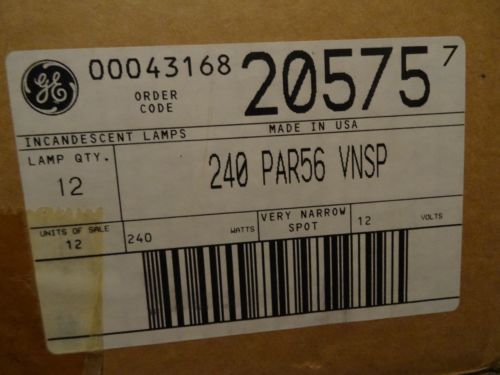 GE 00043168 ORDER CODE 20575 7
INCANDESCENT LAMPS MADE IN USA
LAMP QTY. 12
240 PAR56 VNSP
UNITS OF SALE 12
240 WATTS
VERY NARROW SPOT
12 VOLTS